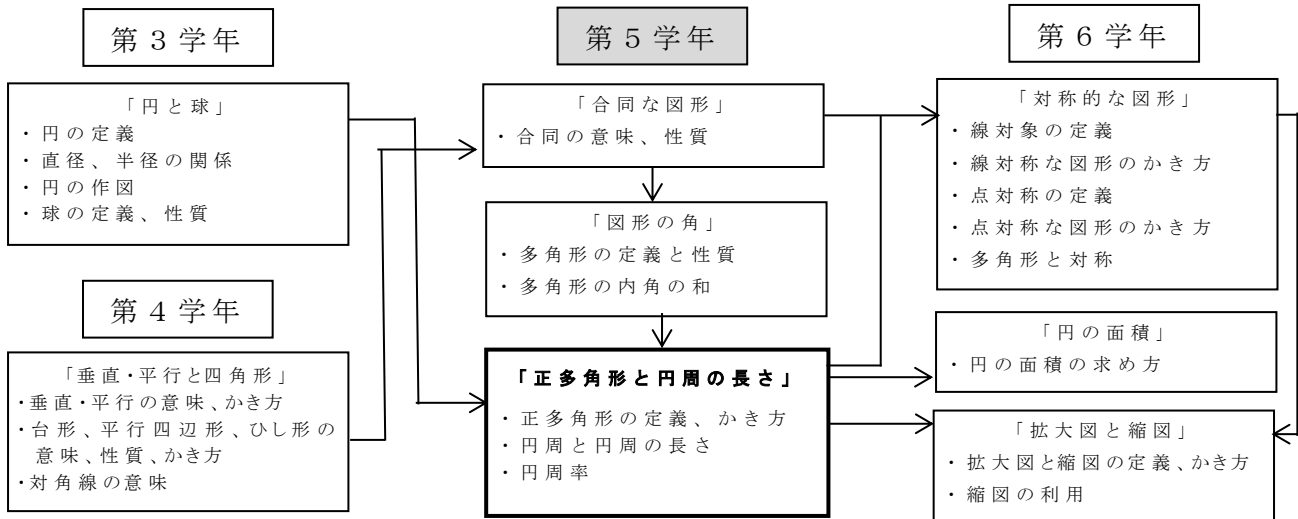 第３学年
「円と球」
・円の定義
・直径、半径の関係
・円の作図
・球の定義、性質
第４学年
「垂直・平行と四角形」
・垂直・平行の意味、かき方
・台形、平行四辺形、ひし形の
意味、性質、かき方
・対角線の意味
第５学年
「合同な図形」
・合同の意味、性質
「図形の角」
・多角形の定義と性質
・多角形の内角の和
「正多角形と円周の長さ」
・正多角形の定義、かき方
・円周と円周の長さ
・円周率
第６学年
「対称的な図形」
・線対象の定義
・線対称な図形のかき方
・点対称の定義
・点対称な図形のかき方
・多角形と対称
「円の面積」
・円の面積の求め方
「拡大図と縮図」
・拡大図と縮図の定義、かき方
・縮図の利用